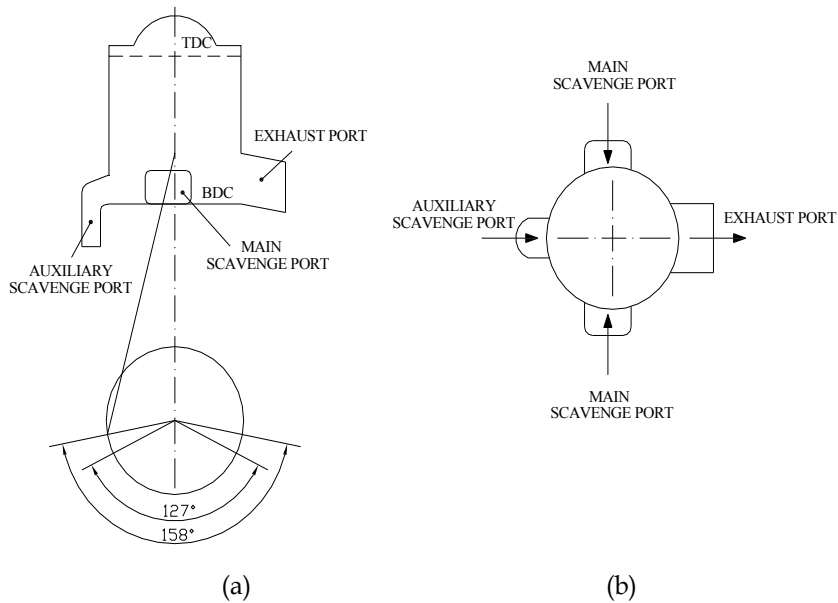 TDC
EXHAUST PORT
BDC
MAIN
SCAVENGE PORT
AUXILIARY
SCAVENGE PORT
127°
158°
(a)
MAIN
SCAVENGE PORT
AUXILIARY
SCAVENGE PORT
EXHAUST PORT
MAIN
SCAVENGE PORT
(b)